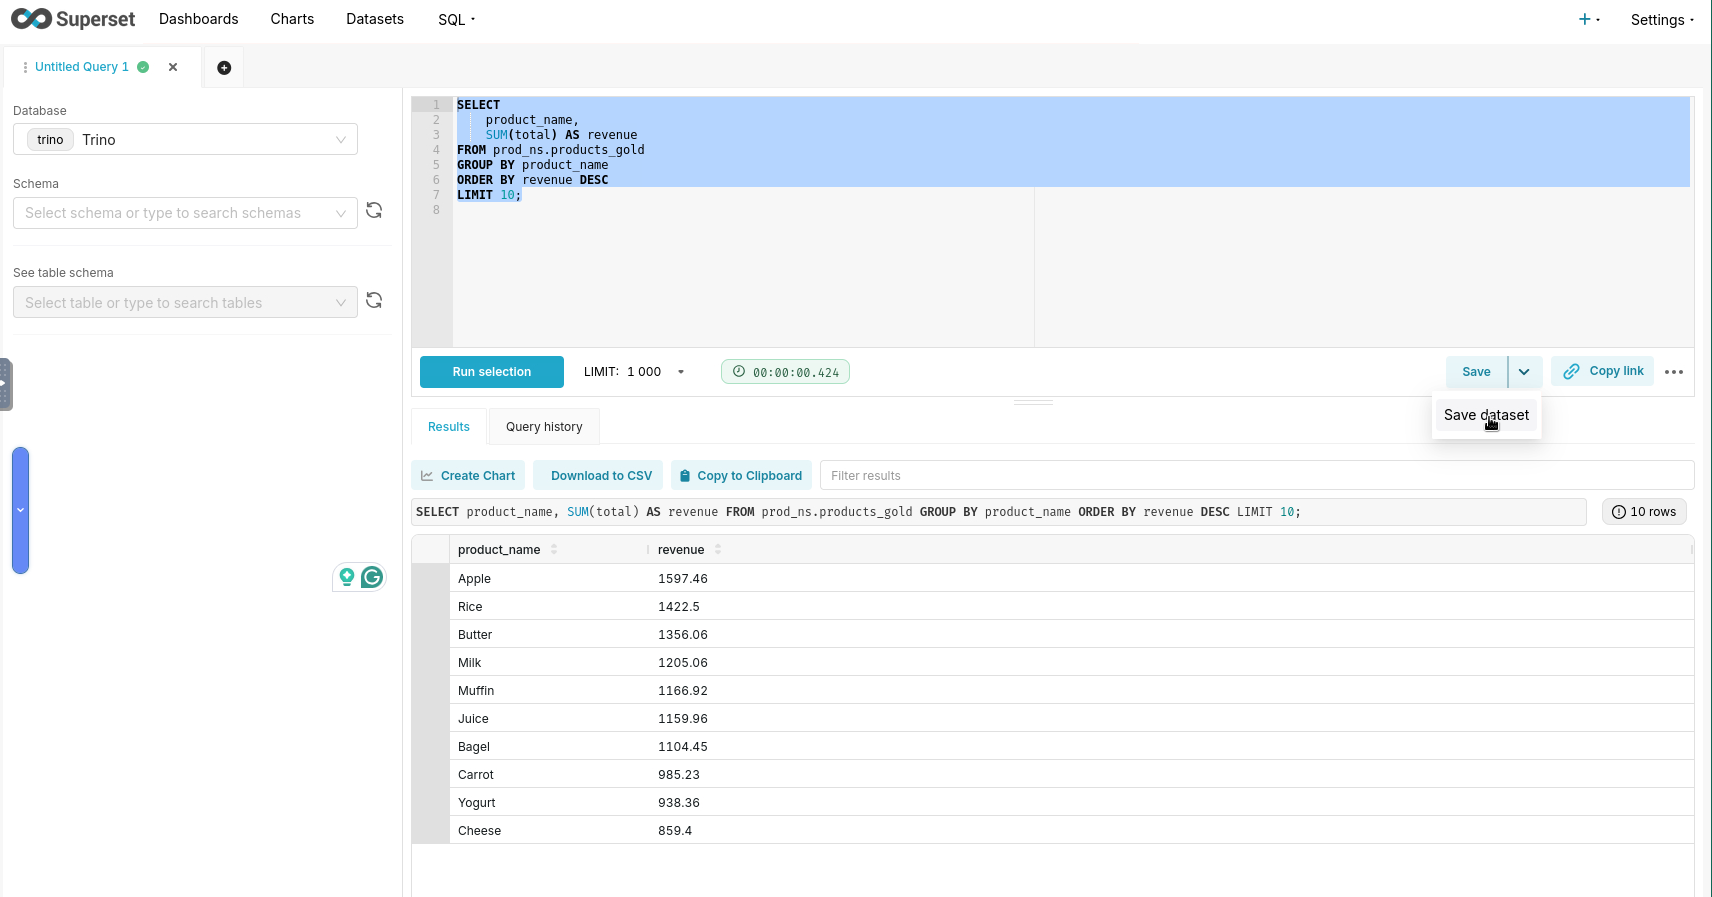 Superset Dashboards Charts Datasets SQL Settings
Untitled Query 1
Database
trino Trino
Schema
Select schema or type to search schemas
See table schema
Select table or type to search tables
1 SELECT
2 product_name,
3 SUM(total) AS revenue
4 FROM prod_ns.products_gold
5 GROUP BY product_name
6 ORDER BY revenue DESC
7 LIMIT 10;
8
Run selection LIMIT: 1 000 00:00:00.424 Save Copy link
Save dataset
Results Query history
Create Chart Download to CSV Copy to Clipboard Filter results
SELECT product_name, SUM(total) AS revenue FROM prod_ns.products_gold GROUP BY product_name ORDER BY revenue DESC LIMIT 10; 10 rows
product_name revenue
Apple 1597.46
Rice 1422.5
Butter 1356.06
Milk 1205.06
Muffin 1166.92
Juice 1159.96
Bagel 1104.45
Carrot 985.23
Yogurt 938.36
Cheese 859.4